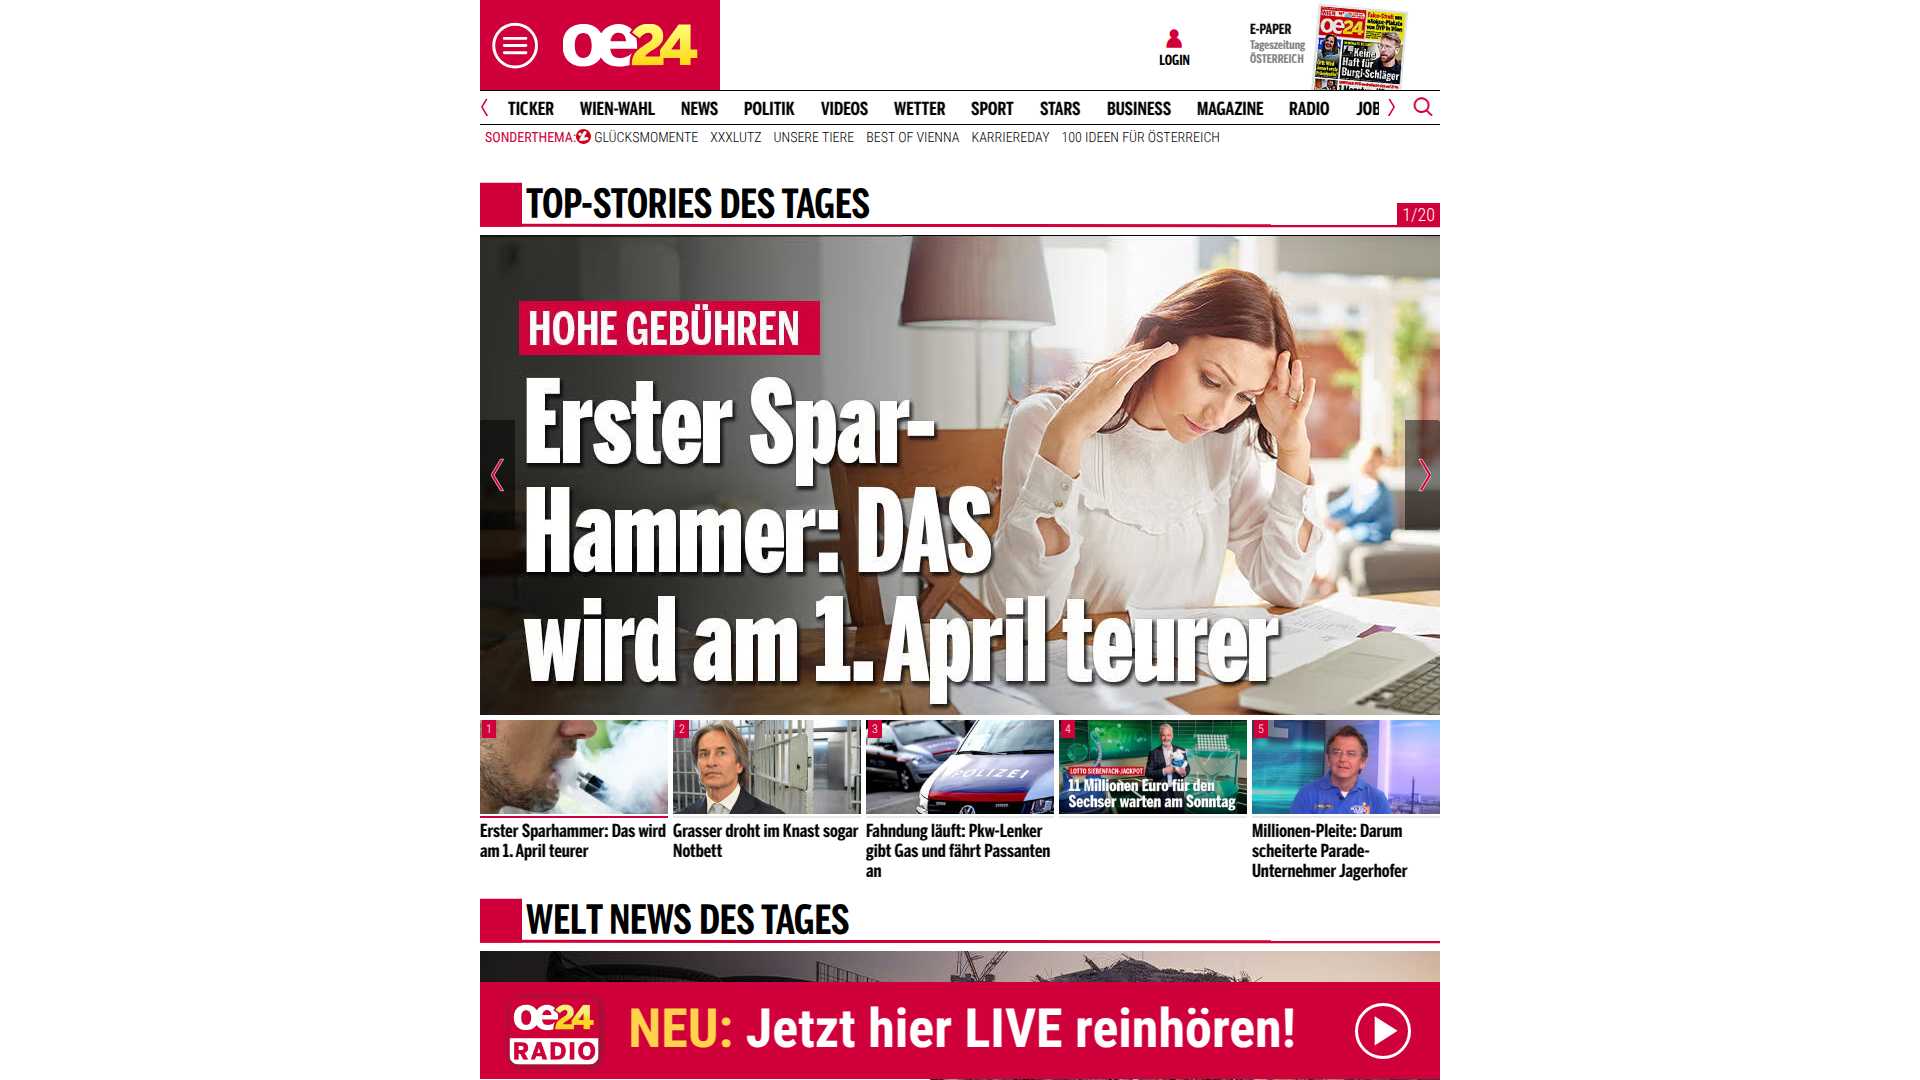 oe24
LOGIN
E-PAPER
Tageszeitung
ÖSTERREICH
oe24
Keine
Haft für
Burgi-Schläger
TICKER WIEN-WAHL NEWS POLITIK VIDEOS WETTER SPORT STARS BUSINESS MAGAZINE RADIO JOB
SONDERTHEMA: GLÜCKSMOMENTE XXXLUTZ UNSERE TIERE BEST OF VIENNA KARRIEREDAY 100 IDEEN FÜR ÖSTERREICH
TOP-STORIES DES TAGES
1/20
HOHE GEBÜHREN
Erster Spar-
Hammer: DAS
wird am 1. April teurer
1 2 3 4 5
POLIZEI
LOTTO SIEBENFACH-JACKPOT
11 Millionen Euro für den
Sechser warten am Sonntag
Erster Sparhammer: Das wird
am 1. April teurer
Grasser droht im Knast sogar
Notbett
Fahndung läuft: Pkw-Lenker
gibt Gas und fährt Passanten
an
Millionen-Pleite: Darum
scheiterte Parade-
Unternehmer Jagerhofer
WELT NEWS DES TAGES
oe24
RADIO
NEU: Jetzt hier LIVE reinhören!